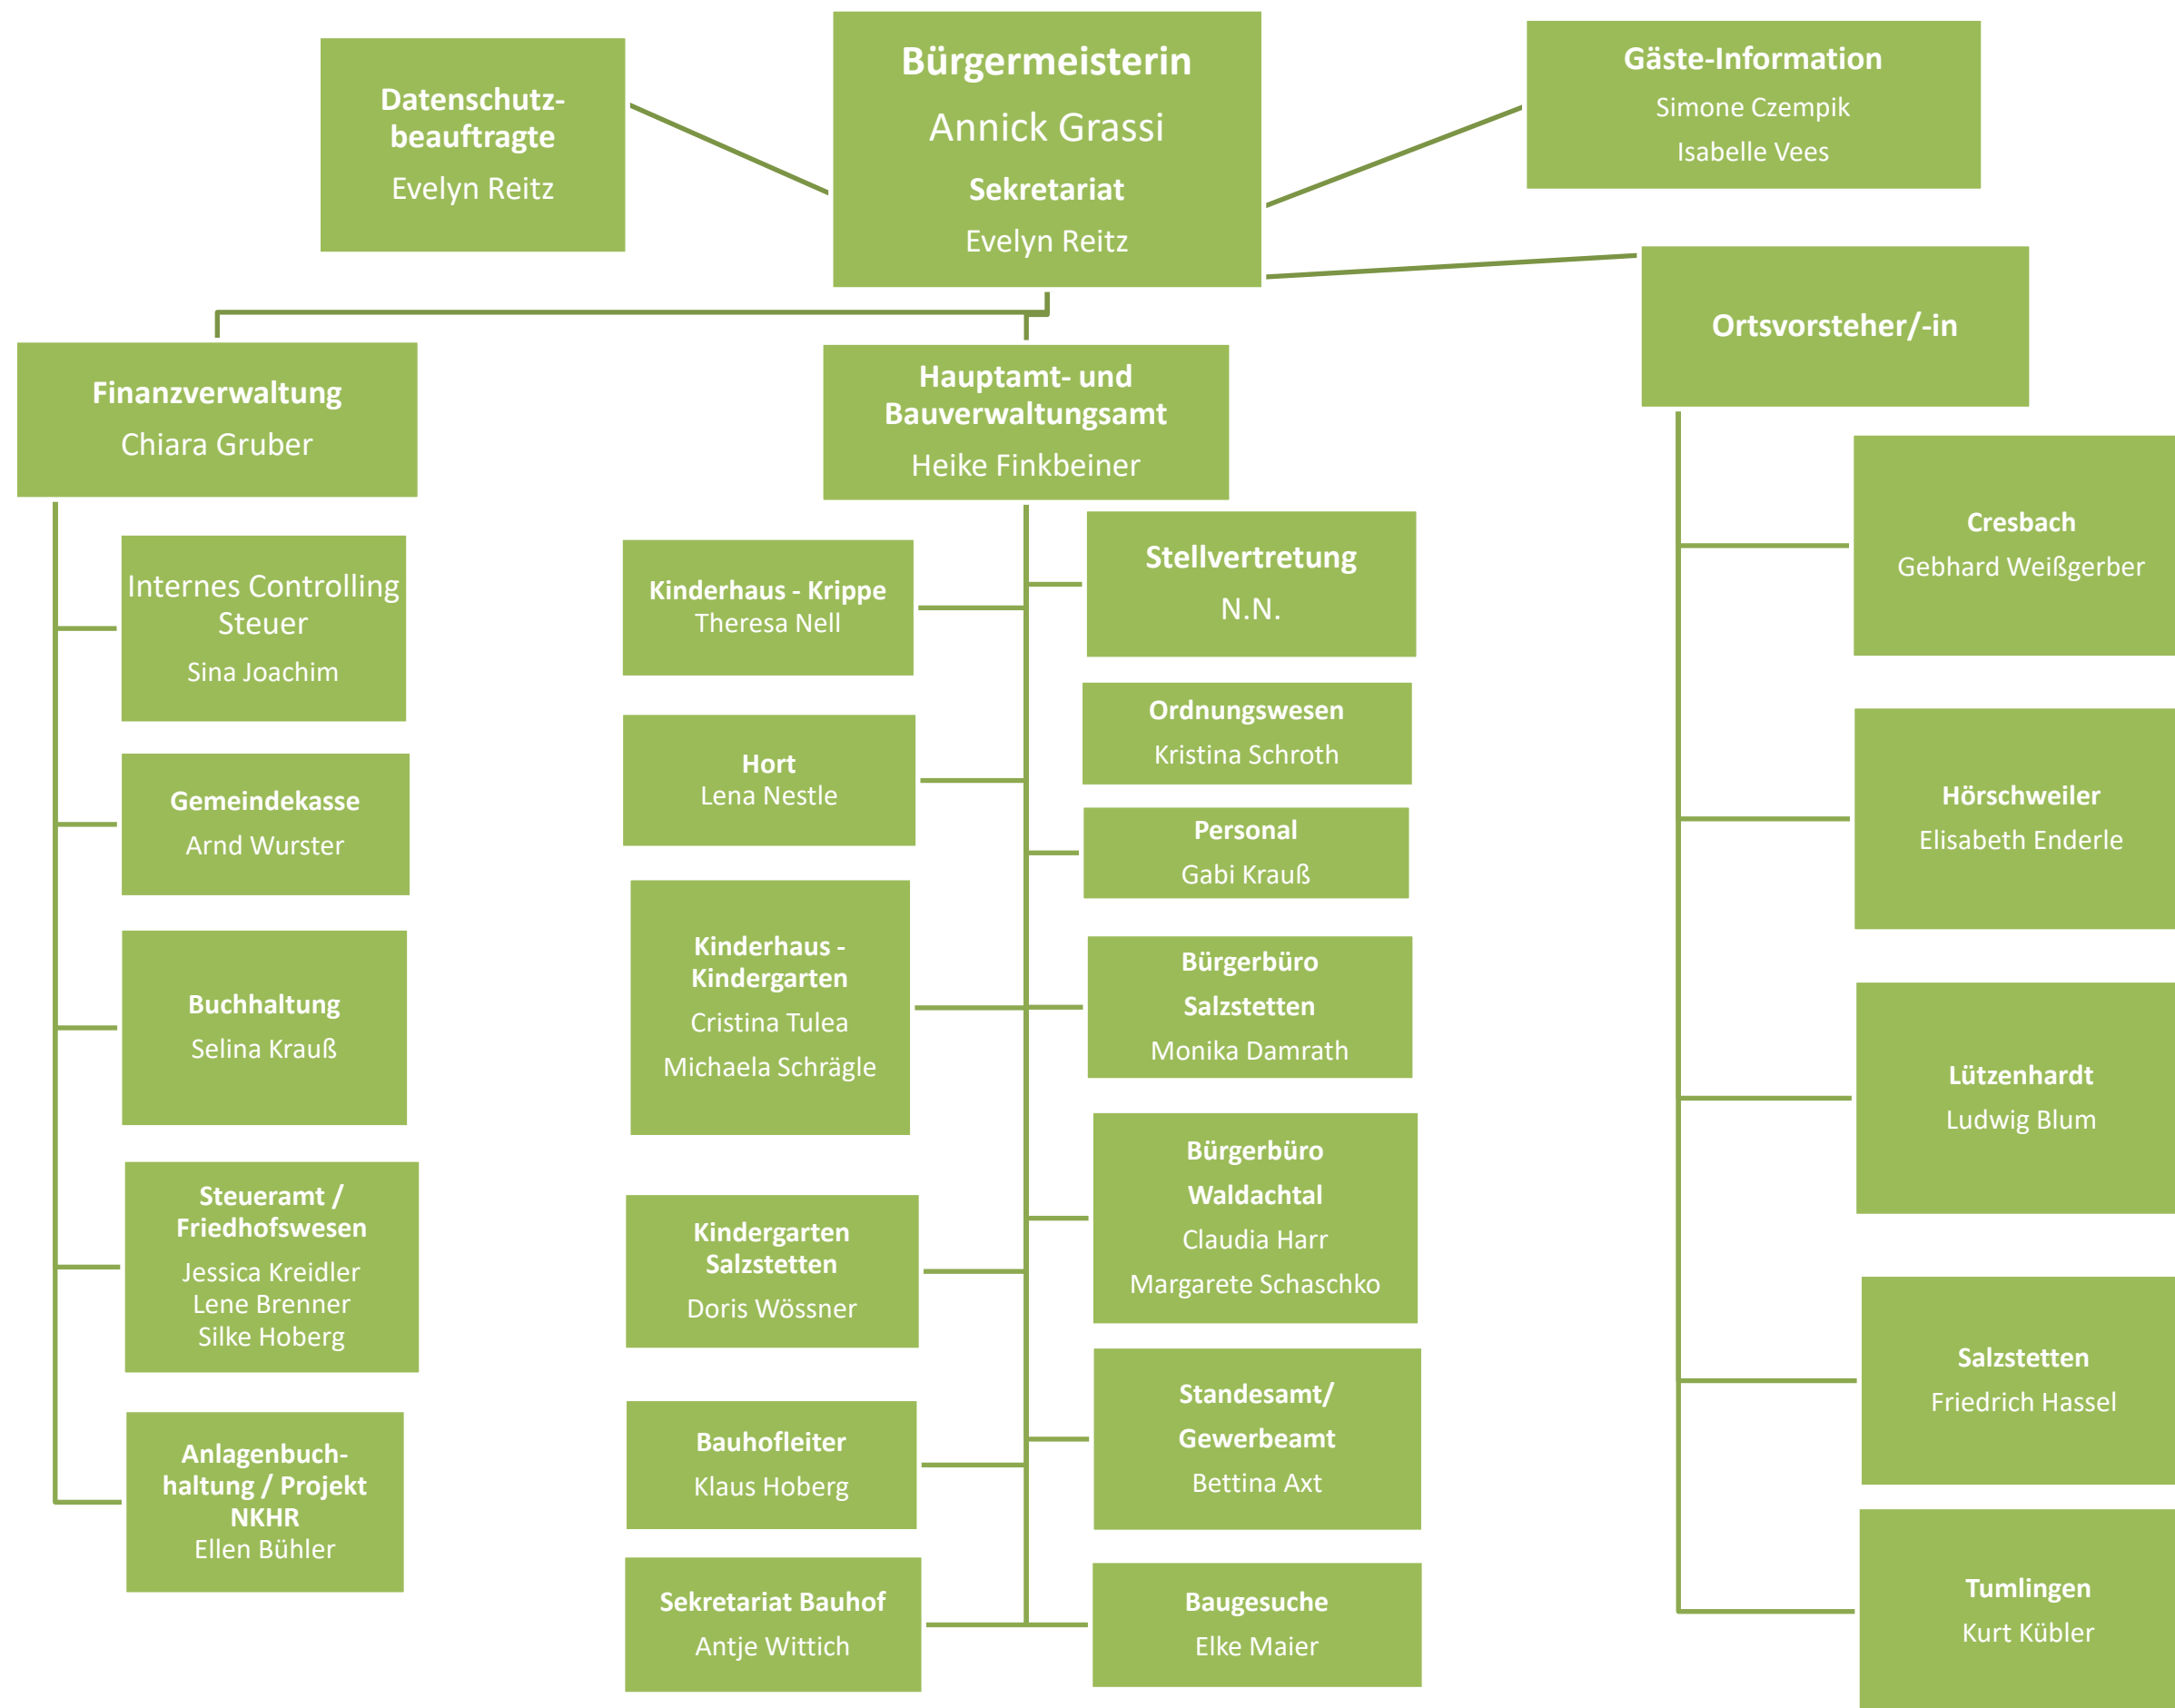 Datenschutz-
beauftragte
Evelyn Reitz
Bürgermeisterin
Annick Grassi
Sekretariat
Evelyn Reitz
Gäste-Information
Simone Czempik
Isabelle Vees
Ortsvorsteher/-in
Finanzverwaltung
Chiara Gruber
Hauptamt- und
Bauverwaltungsamt
Heike Finkbeiner
Internes Controlling
Steuer
Sina Joachim
Gemeindekasse
Arnd Wurster
Buchhaltung
Selina Krauß
Steueramt /
Friedhofswesen
Jessica Kreidler
Lene Brenner
Silke Hoberg
Anlagenbuch-
haltung / Projekt
NKHR
Ellen Bühler
Kinderhaus - Krippe
Theresa Nell
Hort
Lena Nestle
Kinderhaus -
Kindergarten
Cristina Tulea
Michaela Schrägle
Kindergarten
Salzstetten
Doris Wössner
Bauhofleiter
Klaus Hoberg
Sekretariat Bauhof
Antje Wittich
Stellvertretung
N.N.
Ordnungswesen
Kristina Schroth
Personal
Gabi Krauß
Bürgerbüro
Salzstetten
Monika Damrath
Bürgerbüro
Waldachtal
Claudia Harr
Margarete Schaschko
Standesamt/
Gewerbeamt
Bettina Axt
Baugesuche
Elke Maier
Cresbach
Gebhard Weißgerber
Hörschweiler
Elisabeth Enderle
Lützenhardt
Ludwig Blum
Salzstetten
Friedrich Hassel
Tumlingen
Kurt Kübler